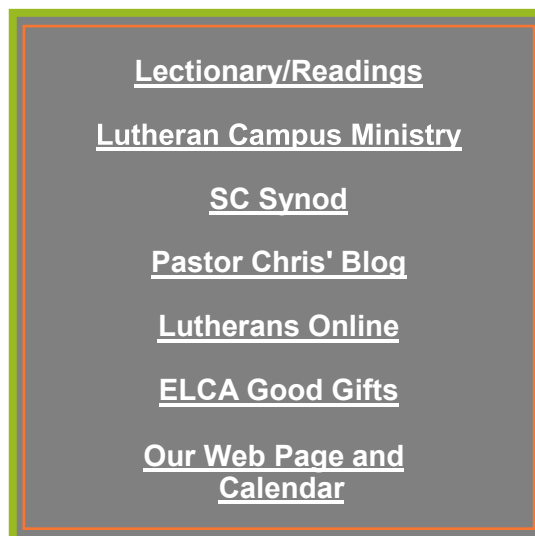 Lectionary/Readings
Lutheran Campus Ministry
SC Synod
Pastor Chris' Blog
Lutherans Online
ELCA Good Gifts
Our Web Page and
Calendar